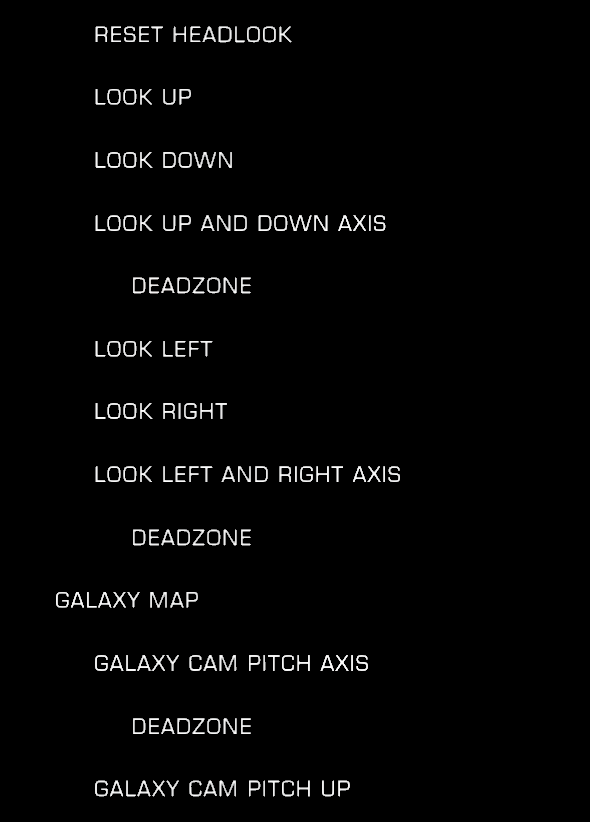 RESET HEADLOOK
LOOK UP
LOOK DOWN
LOOK UP AND DOWN AXIS
DEADZONE
LOOK LEFT
LOOK RIGHT
LOOK LEFT AND RIGHT AXIS
DEADZONE
GALAXY MAP
GALAXY CAM PITCH AXIS
DEADZONE
GALAXY CAM PITCH UP